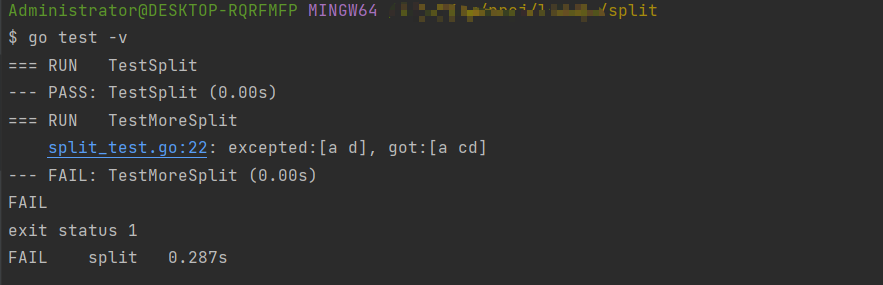 Administrator@DESKTOP-RQRFMFP MINGW64 /split
$ go test -v
=== RUN   TestSplit
--- PASS: TestSplit (0.00s)
=== RUN   TestMoreSplit
    split_test.go:22: excepted:[a d], got:[a cd]
--- FAIL: TestMoreSplit (0.00s)
FAIL
exit status 1
FAIL    split   0.287s